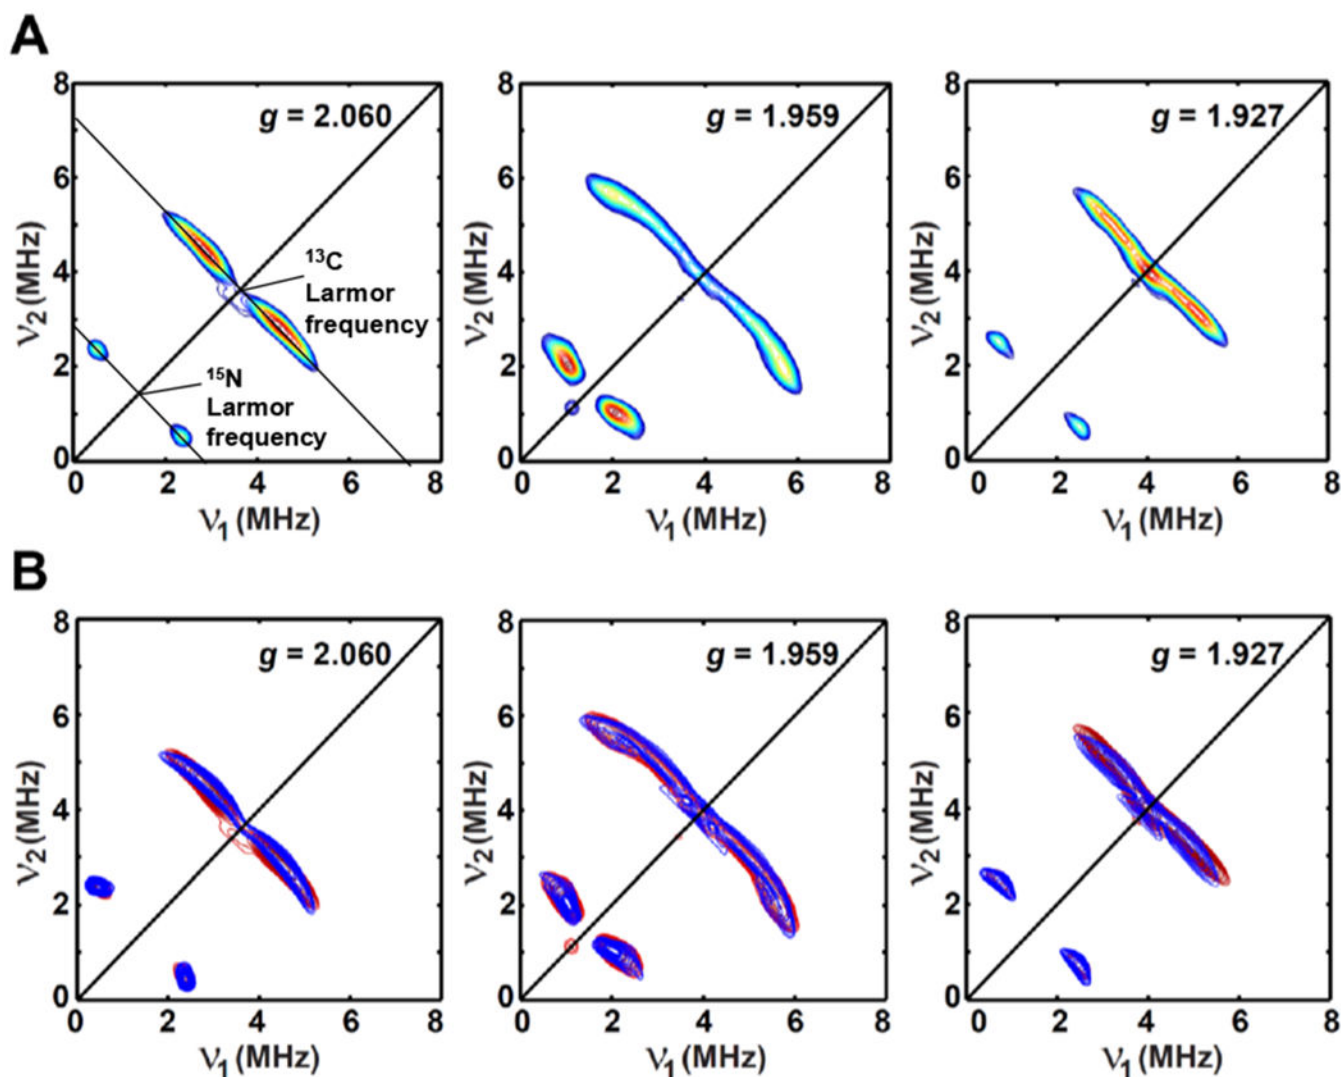 A
g = 2.060
g = 1.959
g = 1.927
8
6
4
2
0
ν2 (MHz)
13C
Larmor
frequency
15N
Larmor
frequency
0 2 4 6 8
ν1 (MHz)
8
6
4
2
0
ν2 (MHz)
0 2 4 6 8
ν1 (MHz)
8
6
4
2
0
ν2 (MHz)
0 2 4 6 8
ν1 (MHz)
B
g = 2.060
g = 1.959
g = 1.927
8
6
4
2
0
ν2 (MHz)
0 2 4 6 8
ν1 (MHz)
8
6
4
2
0
ν2 (MHz)
0 2 4 6 8
ν1 (MHz)
8
6
4
2
0
ν2 (MHz)
0 2 4 6 8
ν1 (MHz)